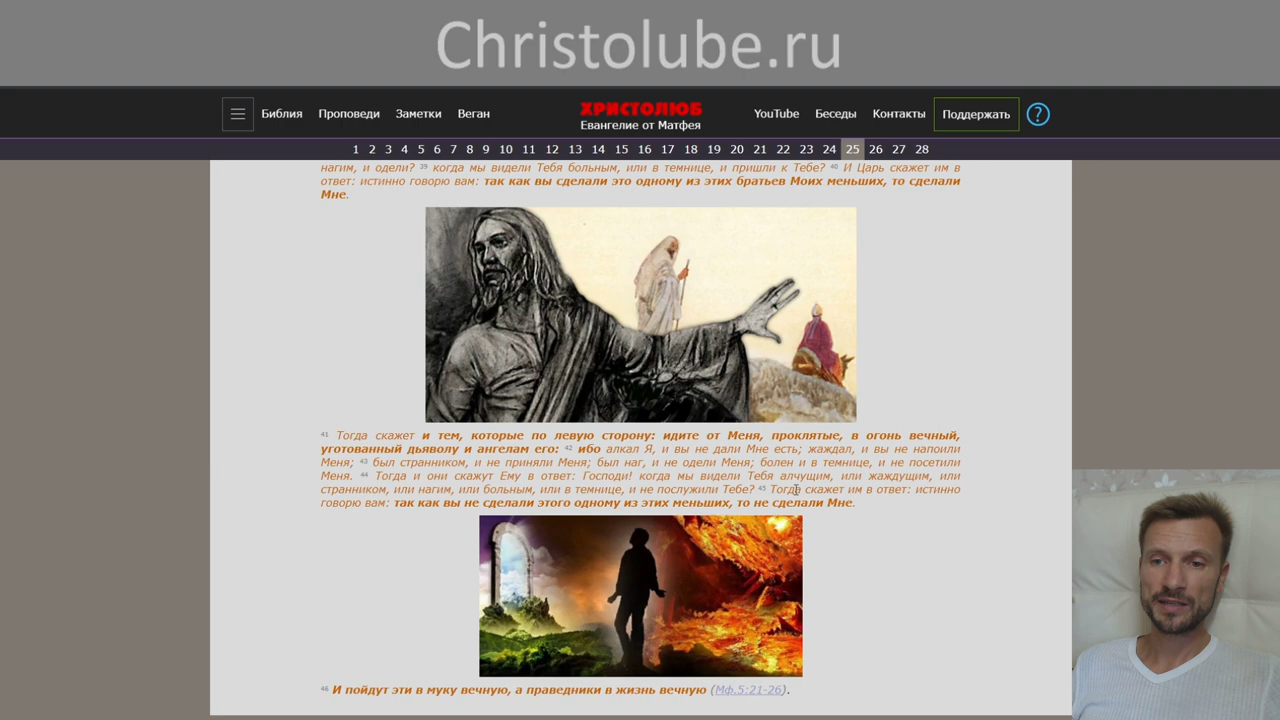 Christolube.ru
Библия Проповеди Заметки Веган ХРИСТОЛЮБ YouTube Беседы Контакты Поддержать ?
Евангелие от Матфея
1 2 3 4 5 6 7 8 9 10 11 12 13 14 15 16 17 18 19 20 21 22 23 24 25 26 27 28
нагим, и одели? 39 когда мы видели Тебя больным, или в темнице, и пришли к Тебе? 40 И Царь скажет им в
ответ: истинно говорю вам: так как вы сделали это одному из этих братьев Моих меньших, то сделали
Мне.
41 Тогда скажет и тем, которые по левую сторону: идите от Меня, проклятые, в огонь вечный,
уготованный дьяволу и ангелам его: 42 ибо алкал Я, и вы не дали Мне есть; жаждал, и вы не напоили
Меня; 43 был странником, и не приняли Меня; был наг, и не одели Меня; болен и в темнице, и не посетили
Меня. 44 Тогда и они скажут Ему в ответ: Господи! когда мы видели Тебя алчущим, или жаждущим, или
странником, или нагим, или больным, или в темнице, и не послужили Тебе? 45 Тогда скажет им в ответ: истинно
говорю вам: так как вы не сделали этого одному из этих меньших, то не сделали Мне.
46 И пойдут эти в муку вечную, а праведники в жизнь вечную (Мф.5:21-26).